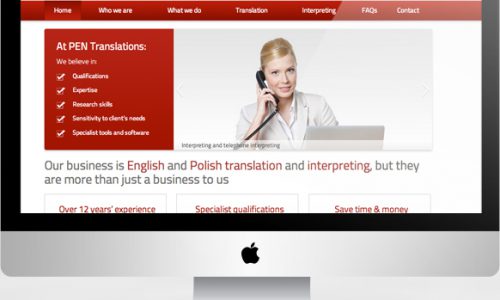 Home Who we are What we do Translation Interpreting FAQs Contact
At PEN Translations:
We believe in:
Qualifications
Expertise
Research skills
Sensitivity to client's needs
Specialist tools and software
Interpreting and telephone interpreting
Our business is English and Polish translation and interpreting, but they
are more than just a business to us
Over 12 years' experience Specialist qualifications Save time & money